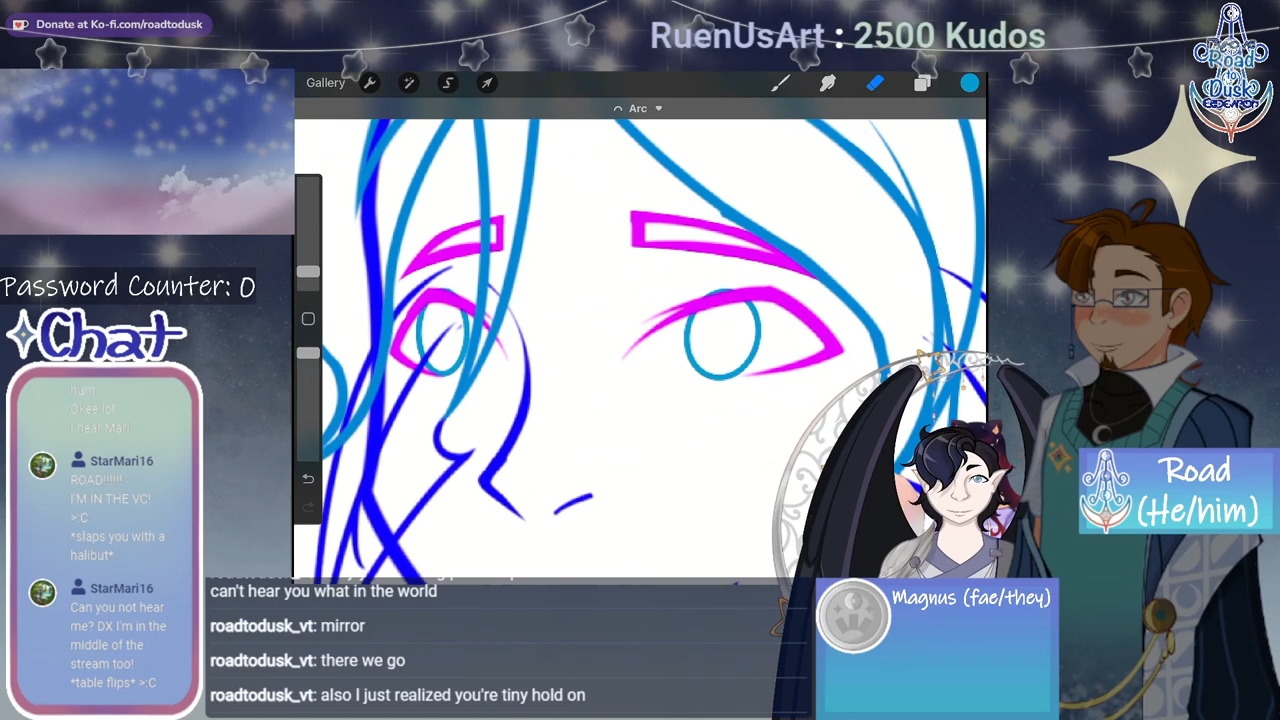 Donate at Ko-fi.com/roadtodusk
RuenUsArt : 2500 Kudos
Road
to
Dusk
Gallery
Arc
Password Counter: 0
Chat
hum
Okee lol
I hear Mari
StarMari16
ROAD!!!!!!
I'M IN THE VC!
>:C
*slaps you with a
halibut*
StarMari16
Can you not hear
me? DX I'm in the
middle of the
stream too!
*table flips* >:C
can't hear you what in the world
roadtodusk_vt: mirror
roadtodusk_vt: there we go
roadtodusk_vt: also I just realized you're tiny hold on
Magnus (fae/they)
Road
(He/him)